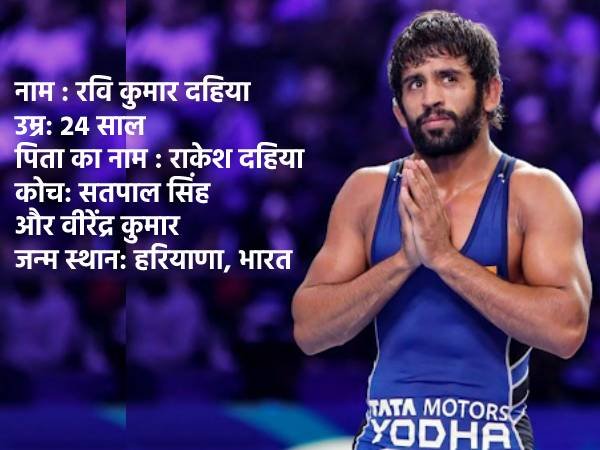 नाम : रवि कुमार दहिया
उम्र: 24 साल
पिता का नाम : राकेश दहिया
कोच: सतपाल सिंह
और वीरेंद्र कुमार
जन्म स्थान: हरियाणा, भारत
TATA MOTORS
YODHA